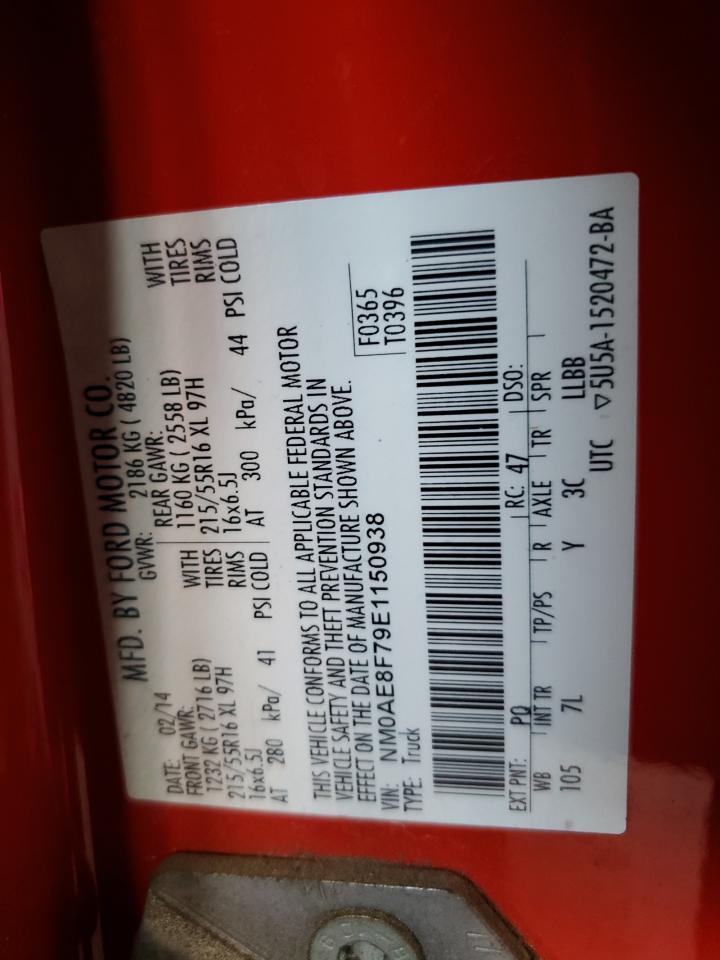 MFD. BY FORD MOTOR CO.
DATE: 02/14 GVWR: 2186 KG ( 4820 LB)
FRONT GAWR: REAR GAWR:
1232 KG ( 2716 LB) WITH 1160 KG ( 2558 LB) WITH
215/55R16 XL 97H TIRES 215/55R16 XL 97H TIRES
16x6.5J RIMS 16x6.5J RIMS
AT 280 kPa/ 41 PSI COLD AT 300 kPa/ 44 PSI COLD
THIS VEHICLE CONFORMS TO ALL APPLICABLE FEDERAL MOTOR
VEHICLE SAFETY AND THEFT PREVENTION STANDARDS IN
EFFECT ON THE DATE OF MANUFACTURE SHOWN ABOVE.
VIN: NM0AE8F79E1150938 F0365
TYPE: Truck T0396
EXT PNT: PQ RC: 47 DSO:
WB INT TR TP/PS R AXLE TR SPR
105 7L Y 3C LLBB
UTC ▽5U5A-1520472-BA